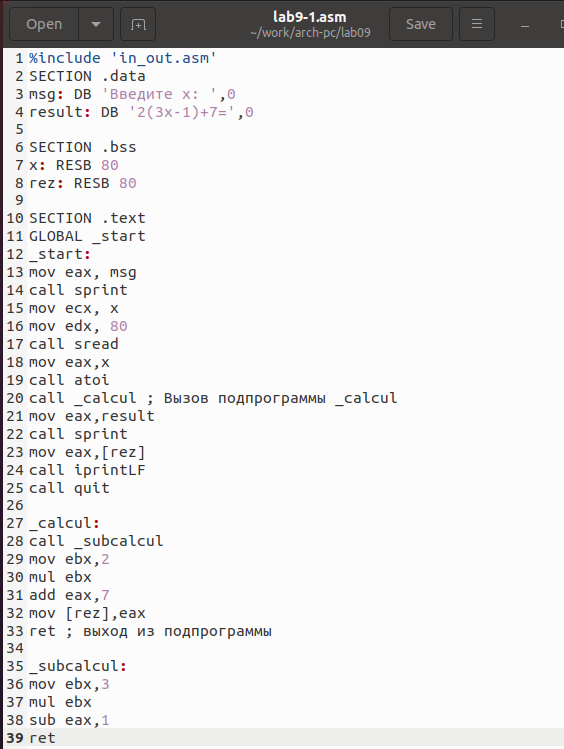 Open
lab9-1.asm
~/work/arch-pc/lab09
Save
1 %include 'in_out.asm'
2 SECTION .data
3 msg: DB 'Введите x: ',0
4 result: DB '2(3x-1)+7=',0
5
6 SECTION .bss
7 x: RESB 80
8 rez: RESB 80
9
10 SECTION .text
11 GLOBAL _start
12 _start:
13 mov eax, msg
14 call sprint
15 mov ecx, x
16 mov edx, 80
17 call sread
18 mov eax,x
19 call atoi
20 call _calcul ; Вызов подпрограммы _calcul
21 mov eax,result
22 call sprint
23 mov eax,[rez]
24 call iprintLF
25 call quit
26
27 _calcul:
28 call _subcalcul
29 mov ebx,2
30 mul ebx
31 add eax,7
32 mov [rez],eax
33 ret ; выход из подпрограммы
34
35 _subcalcul:
36 mov ebx,3
37 mul ebx
38 sub eax,1
39 ret